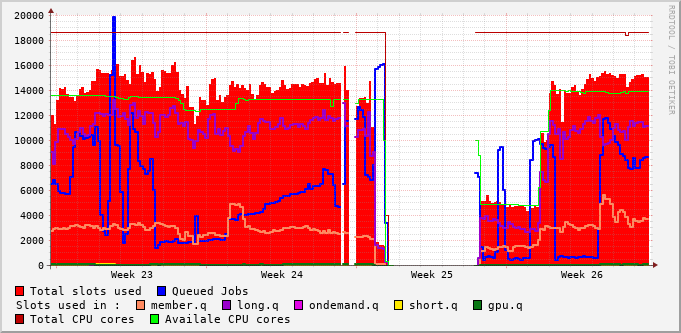 RRDTOOL / TOBI OETIKER
20000
18000
16000
14000
12000
10000
8000
6000
4000
2000
0
Week 23 Week 24 Week 25 Week 26
Total slots used Queued Jobs
Slots used in : member.q long.q ondemand.q short.q gpu.q
Total CPU cores Availale CPU cores